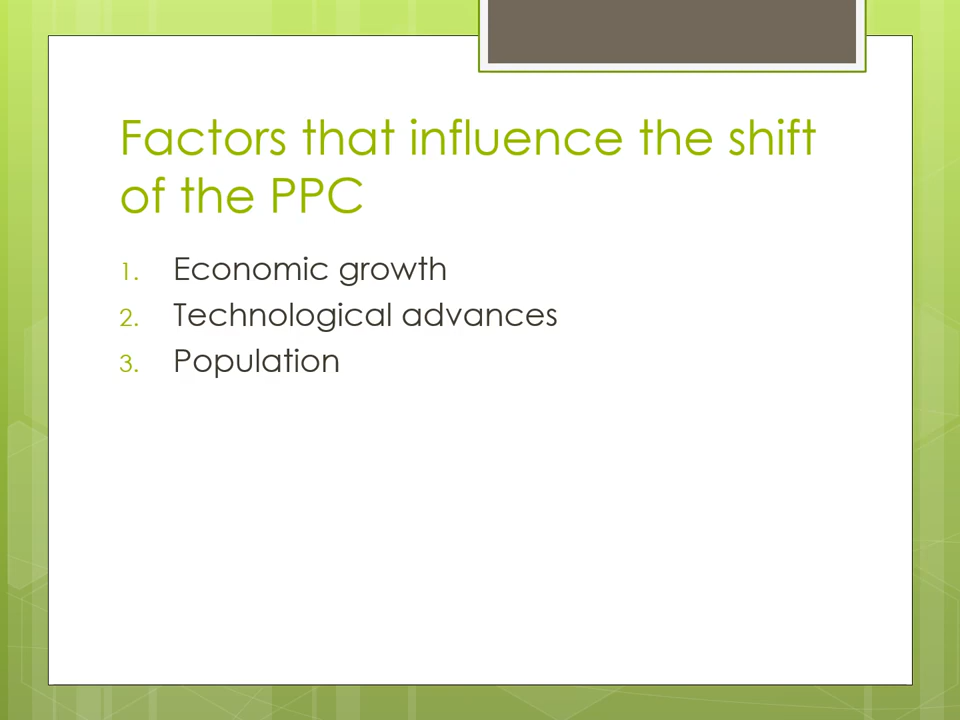 Factors that influence the shift
of the PPC
1. Economic growth
2. Technological advances
3. Population